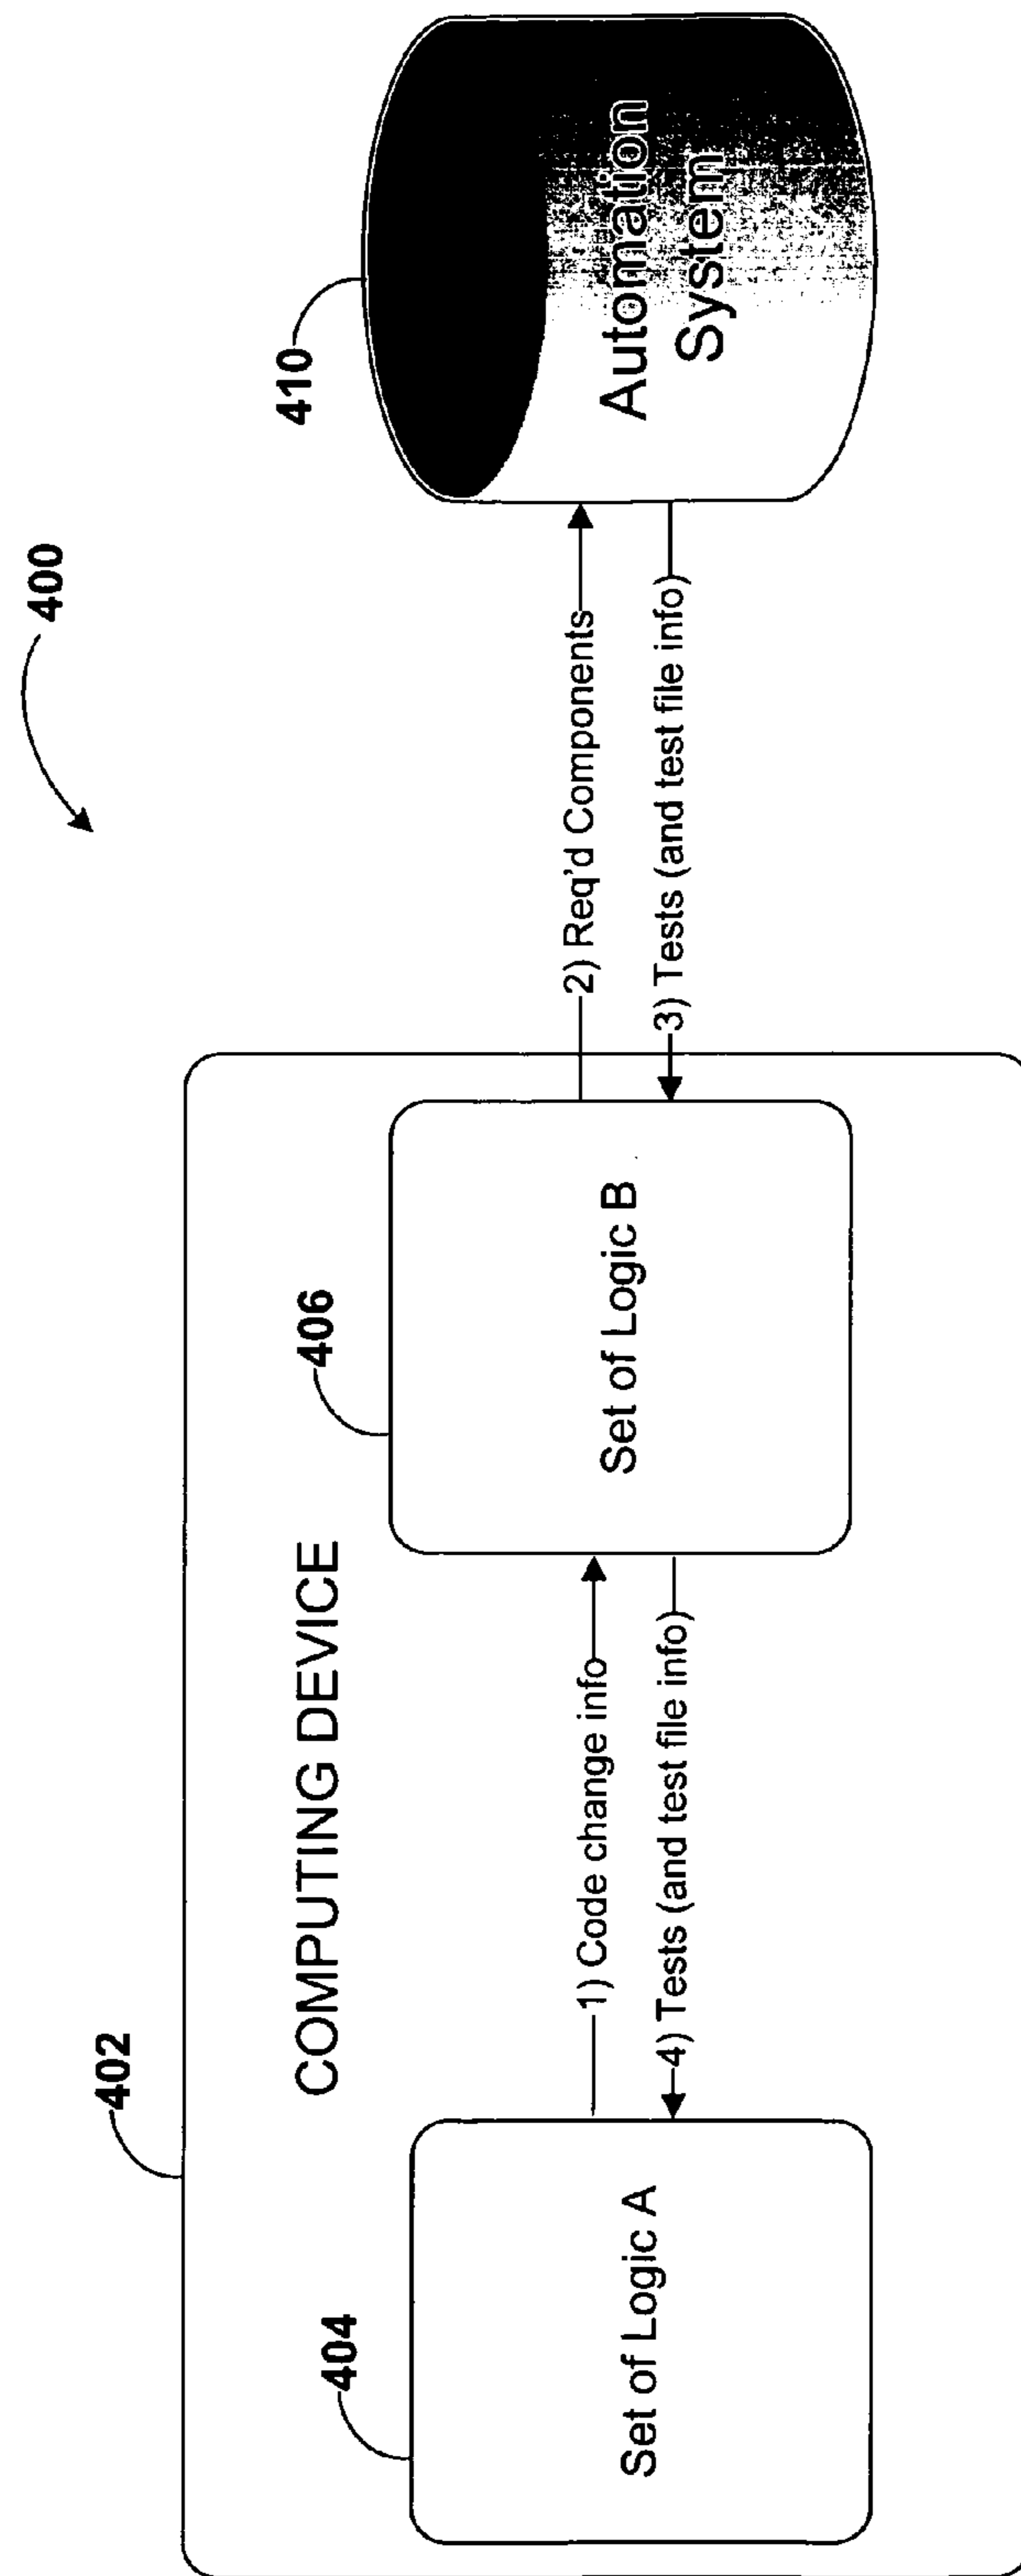 400
402
COMPUTING DEVICE
404
Set of Logic A
1) Code change info
4) Tests (and test file info)
406
Set of Logic B
2) Req'd Components
3) Tests (and test file info)
410
Automation
System